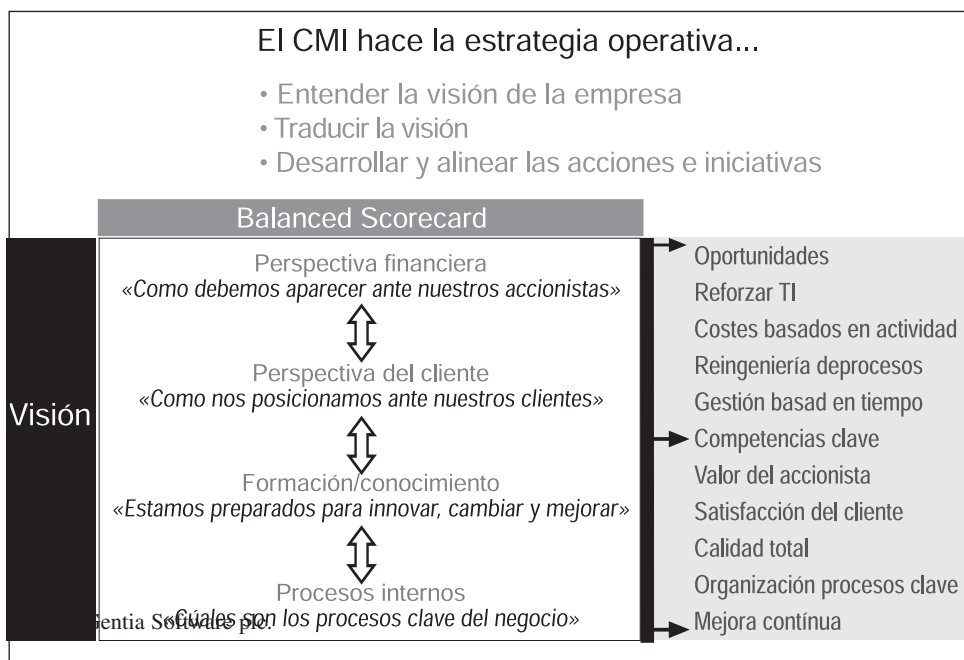 El CMI hace la estrategia operativa...
• Entender la visión de la empresa
• Traducir la visión
• Desarrollar y alinear las acciones e iniciativas
Balanced Scorecard
Visión
Perspectiva financiera
«Como debemos aparecer ante nuestros accionistas»
Perspectiva del cliente
«Como nos posicionamos ante nuestros clientes»
Formación/conocimiento
«Estamos preparados para innovar, cambiar y mejorar»
Procesos internos
«Cúales son los procesos clave del negocio»
Oportunidades
Reforzar TI
Costes basados en actividad
Reingeniería deprocesos
Gestión basad en tiempo
Competencias clave
Valor del accionista
Satisfacción del cliente
Calidad total
Organización procesos clave
Mejora contínua
Software plc.